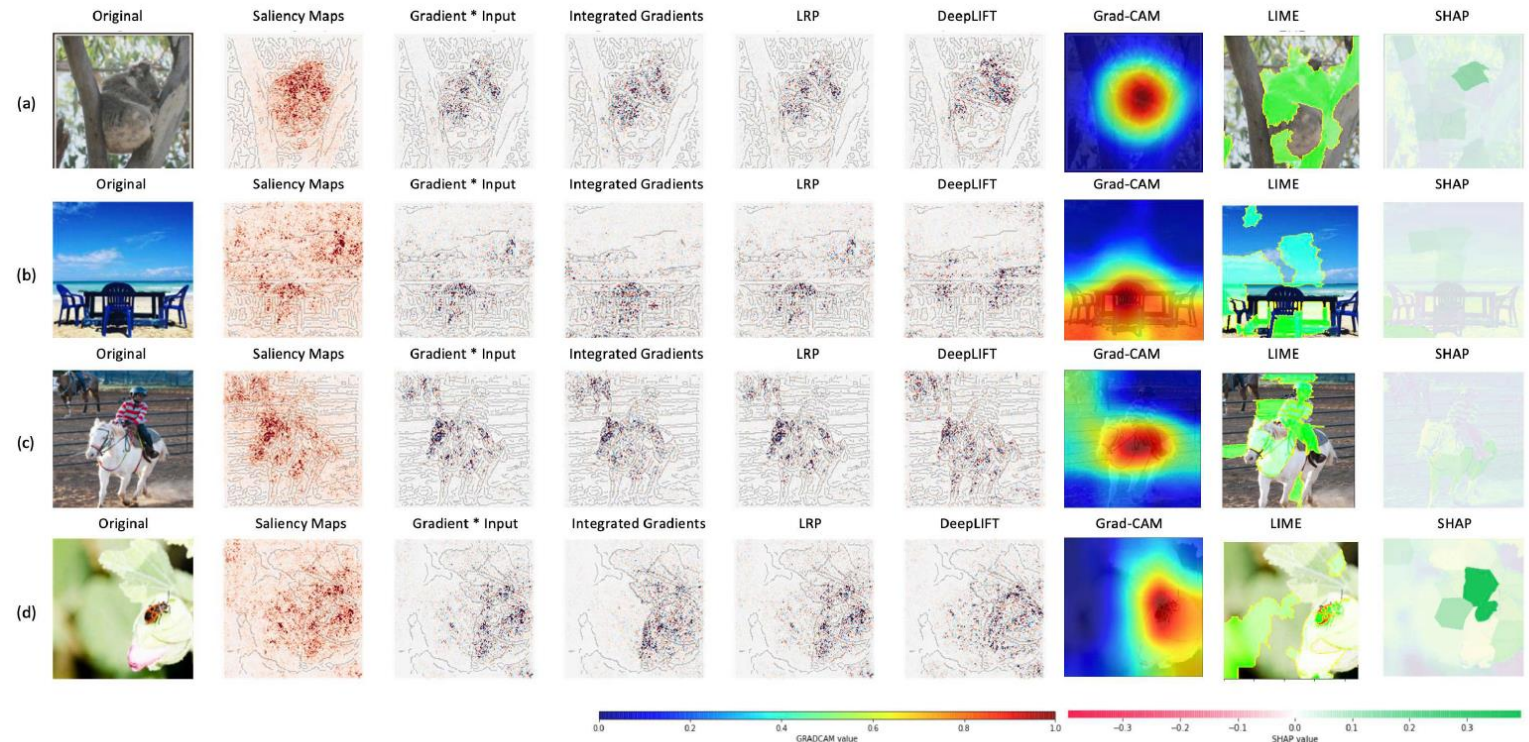 Original Saliency Maps Gradient * Input Integrated Gradients LRP DeepLIFT Grad-CAM LIME SHAP
(a)
Original Saliency Maps Gradient * Input Integrated Gradients LRP DeepLIFT Grad-CAM LIME SHAP
(b)
Original Saliency Maps Gradient * Input Integrated Gradients LRP DeepLIFT Grad-CAM LIME SHAP
(c)
Original Saliency Maps Gradient * Input Integrated Gradients LRP DeepLIFT Grad-CAM LIME SHAP
(d)
0.0 0.2 0.4 0.6 0.8 1.0 −0.3 −0.2 −0.1 0.0 0.1 0.2 0.3
GRADCAM value SHAP value